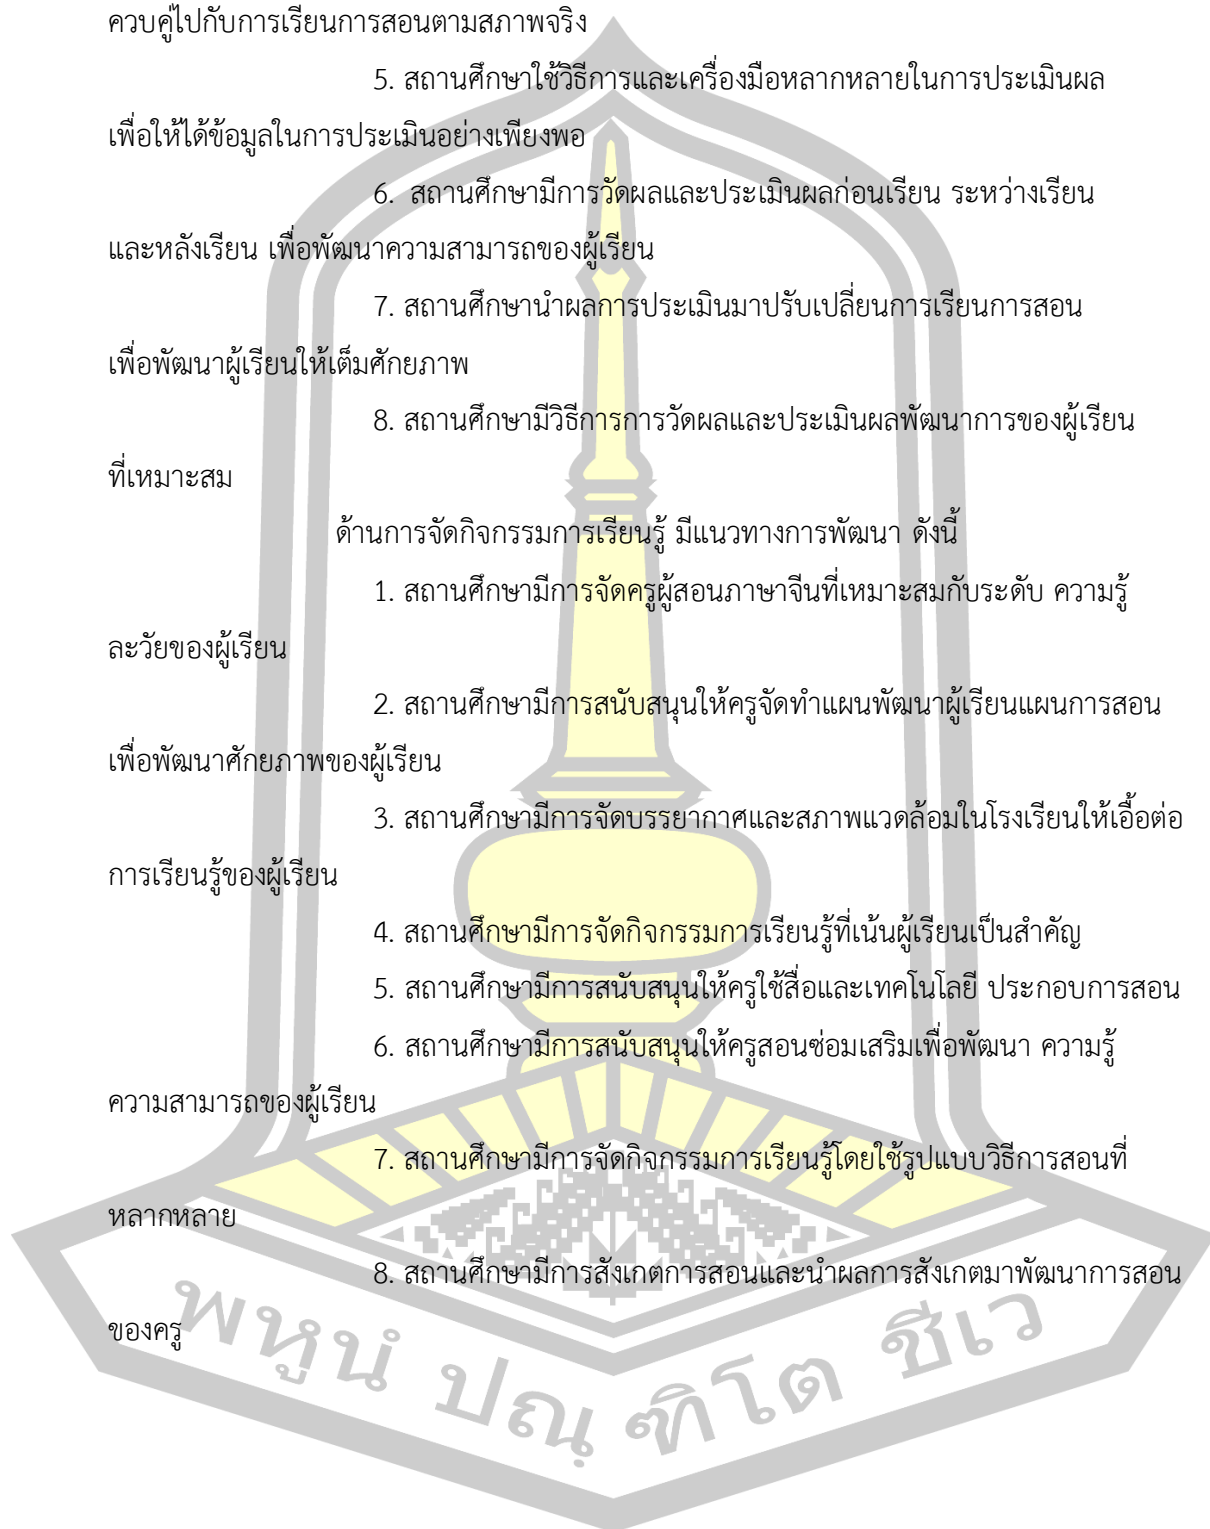 ควบคู่ไปกับการเรียนการสอนตามสภาพจริง
5. สถานศึกษาใช้วิธีการและเครื่องมือหลากหลายในการประเมินผล
เพื่อให้ได้ข้อมูลในการประเมินอย่างเพียงพอ
6. สถานศึกษามีการวัดผลและประเมินผลก่อนเรียน ระหว่างเรียน
และหลังเรียน เพื่อพัฒนาความสามารถของผู้เรียน
7. สถานศึกษานำผลการประเมินมาปรับเปลี่ยนการเรียนการสอน
เพื่อพัฒนาผู้เรียนให้เต็มศักยภาพ
8. สถานศึกษามีวิธีการการวัดผลและประเมินผลพัฒนาการของผู้เรียน
ที่เหมาะสม
ด้านการจัดกิจกรรมการเรียนรู้ มีแนวทางการพัฒนา ดังนี้
1. สถานศึกษามีการจัดครูผู้สอนภาษาจีนที่เหมาะสมกับระดับ ความรู้
ละวัยของผู้เรียน
2. สถานศึกษามีการสนับสนุนให้ครูจัดทำแผนพัฒนาผู้เรียนแผนการสอน
เพื่อพัฒนาศักยภาพของผู้เรียน
3. สถานศึกษามีการจัดบรรยากาศและสภาพแวดล้อมในโรงเรียนให้เอื้อต่อ
การเรียนรู้ของผู้เรียน
4. สถานศึกษามีการจัดกิจกรรมการเรียนรู้ที่เน้นผู้เรียนเป็นสำคัญ
5. สถานศึกษามีการสนับสนุนให้ครูใช้สื่อและเทคโนโลยี ประกอบการสอน
6. สถานศึกษามีการสนับสนุนให้ครูสอนซ่อมเสริมเพื่อพัฒนา ความรู้
ความสามารถของผู้เรียน
7. สถานศึกษามีการจัดกิจกรรมการเรียนรู้โดยใช้รูปแบบวิธีการสอนที่
หลากหลาย
8. สถานศึกษามีการสังเกตการสอนและนำผลการสังเกตมาพัฒนาการสอน
ของครู
พหูนํ ปณฺฑิโต ชีเว